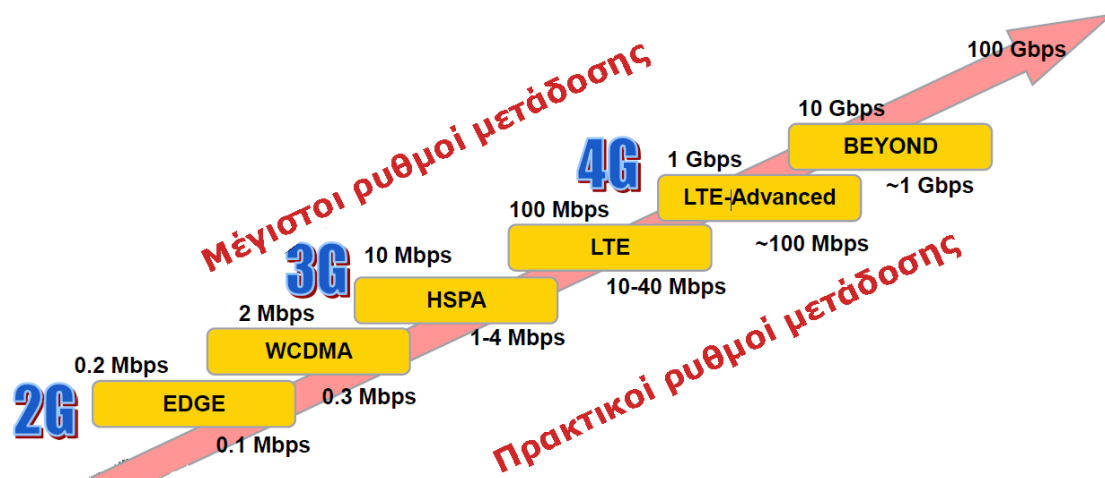 100 Gbps
Μέγιστοι ρυθμοί μετάδοσης
10 Gbps
BEYOND
~1 Gbps
4G
1 Gbps
LTE-Advanced
~100 Mbps
100 Mbps
LTE
10-40 Mbps
3G
10 Mbps
HSPA
1-4 Mbps
2 Mbps
WCDMA
0.3 Mbps
2G
0.2 Mbps
EDGE
0.1 Mbps
Πρακτικοί ρυθμοί μετάδοσης